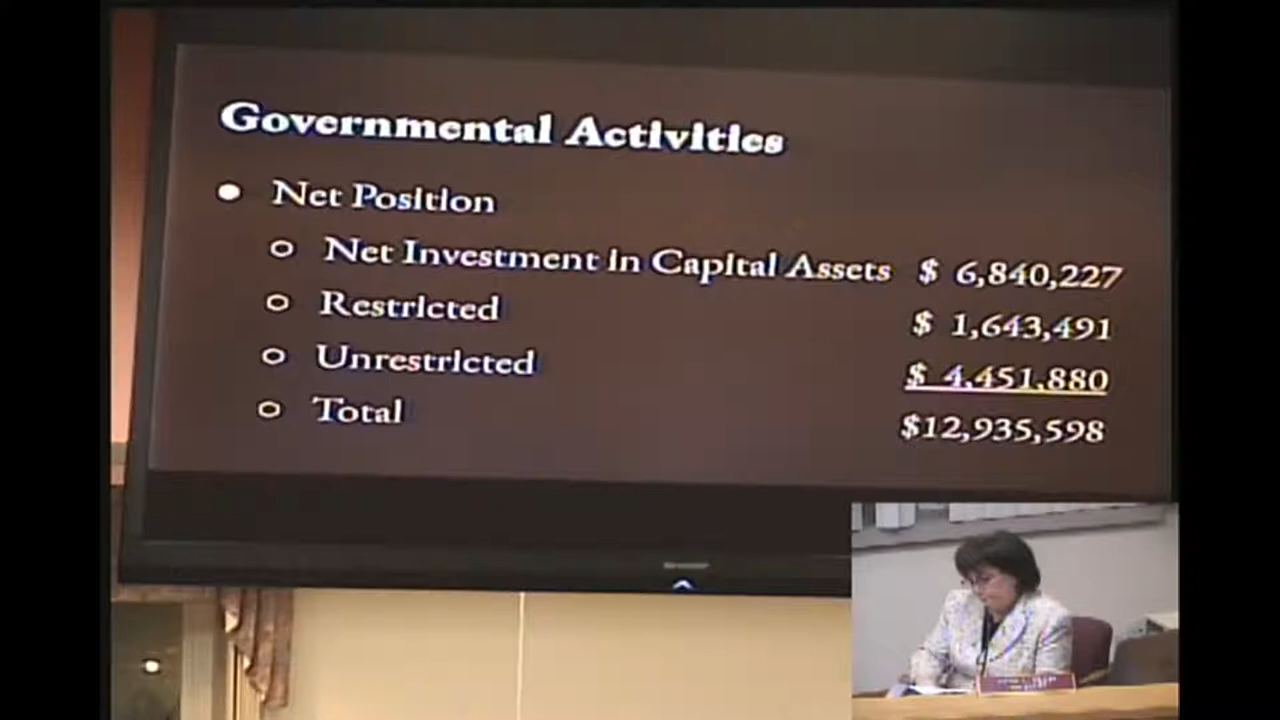 Governmental Activities
Net Position
Net Investment in Capital Assets $ 6,840,227
Restricted $ 1,643,491
Unrestricted $ 4,451,880
Total $12,935,598